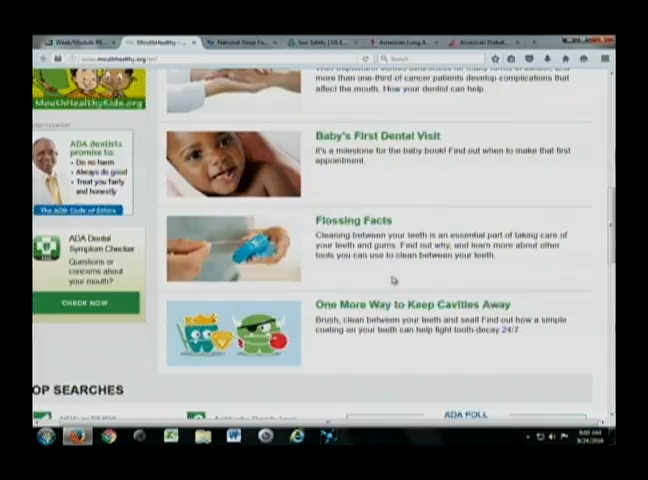 Week/Module #5...
MouthHealthy - ...
National Sleep Fo...
Sun Safety | US E...
American Lung A...
American Diabet...
www.mouthhealthy.org/en/
Search
MouthHealthyKids.org
ADVERTISEMENT
ADA dentists
promise to:
• Do no harm
• Always do good
• Treat you fairly
and honestly
The ADA Code of Ethics
ADA Dental
Symptom Checker
Questions or
concerns about
your mouth?
CHECK NOW
more than one-third of cancer patients develop complications that
affect the mouth. How your dentist can help.
Baby's First Dental Visit
It's a milestone for the baby book! Find out when to make that first
appointment.
Flossing Facts
Cleaning between your teeth is an essential part of taking care of
your teeth and gums. Find out why, and learn more about other
tools you can use to clean between your teeth.
One More Way to Keep Cavities Away
Brush, clean between your teeth and seal! Find out how a simple
coating on your teeth can help fight tooth decay 24/7
OP SEARCHES
ADA POLL
9:00 AM